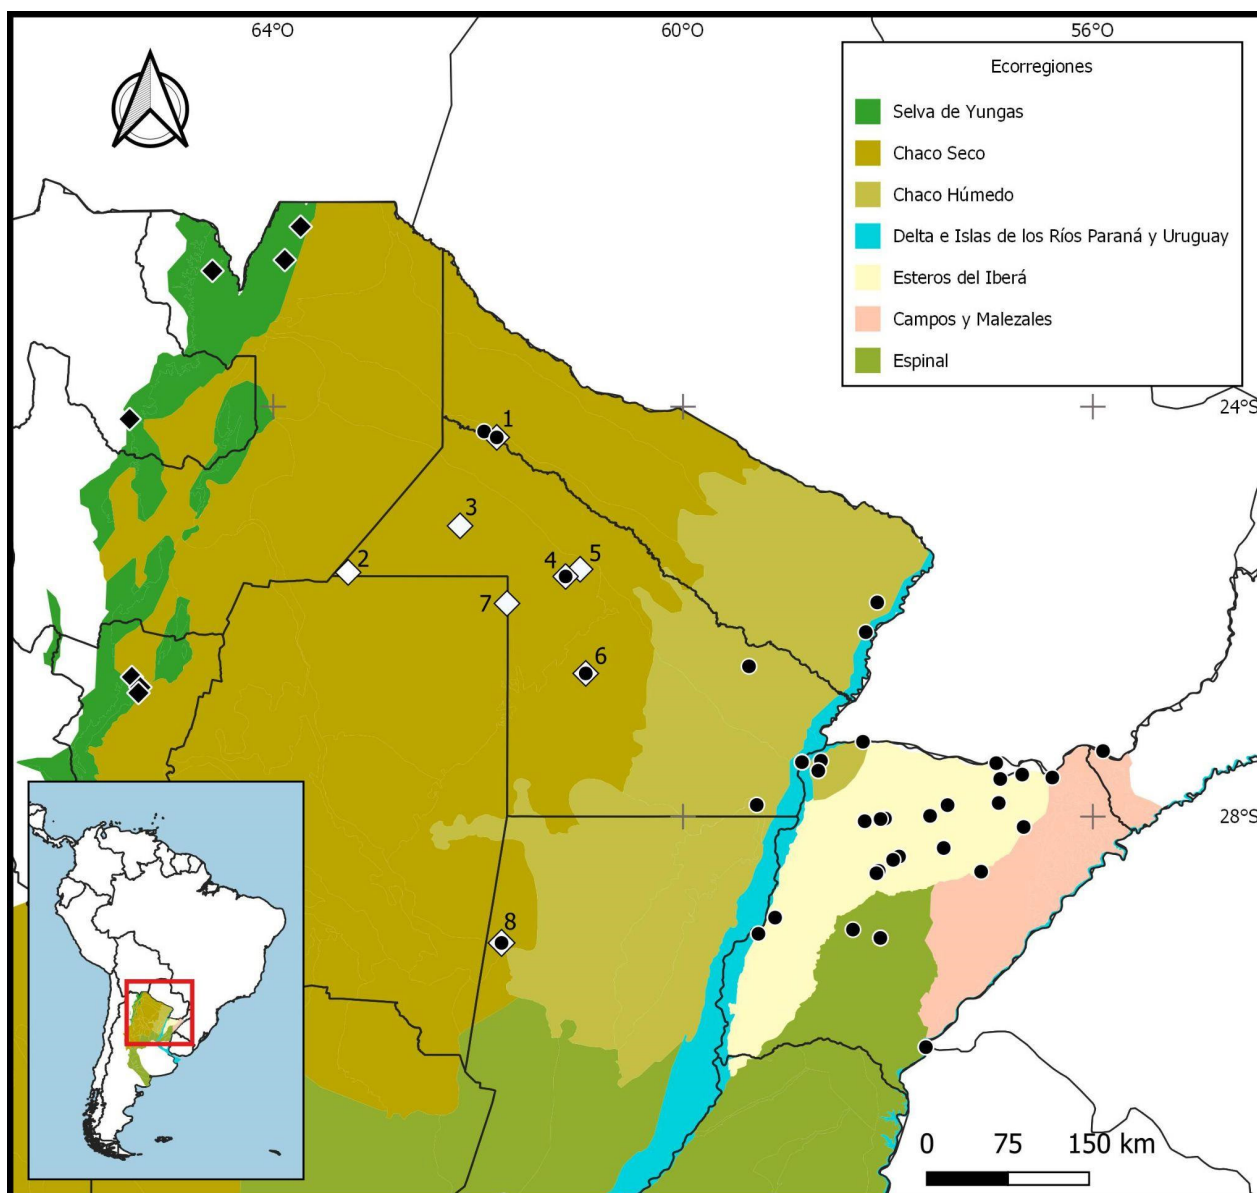 64°O 60°O 56°O
Ecorregiones
Selva de Yungas
Chaco Seco
Chaco Húmedo
Delta e Islas de los Ríos Paraná y Uruguay
Esteros del Iberá
Campos y Malezales
Espinal
24°S
1
3
2
4 5
7
6
28°S
8
0 75 150 km